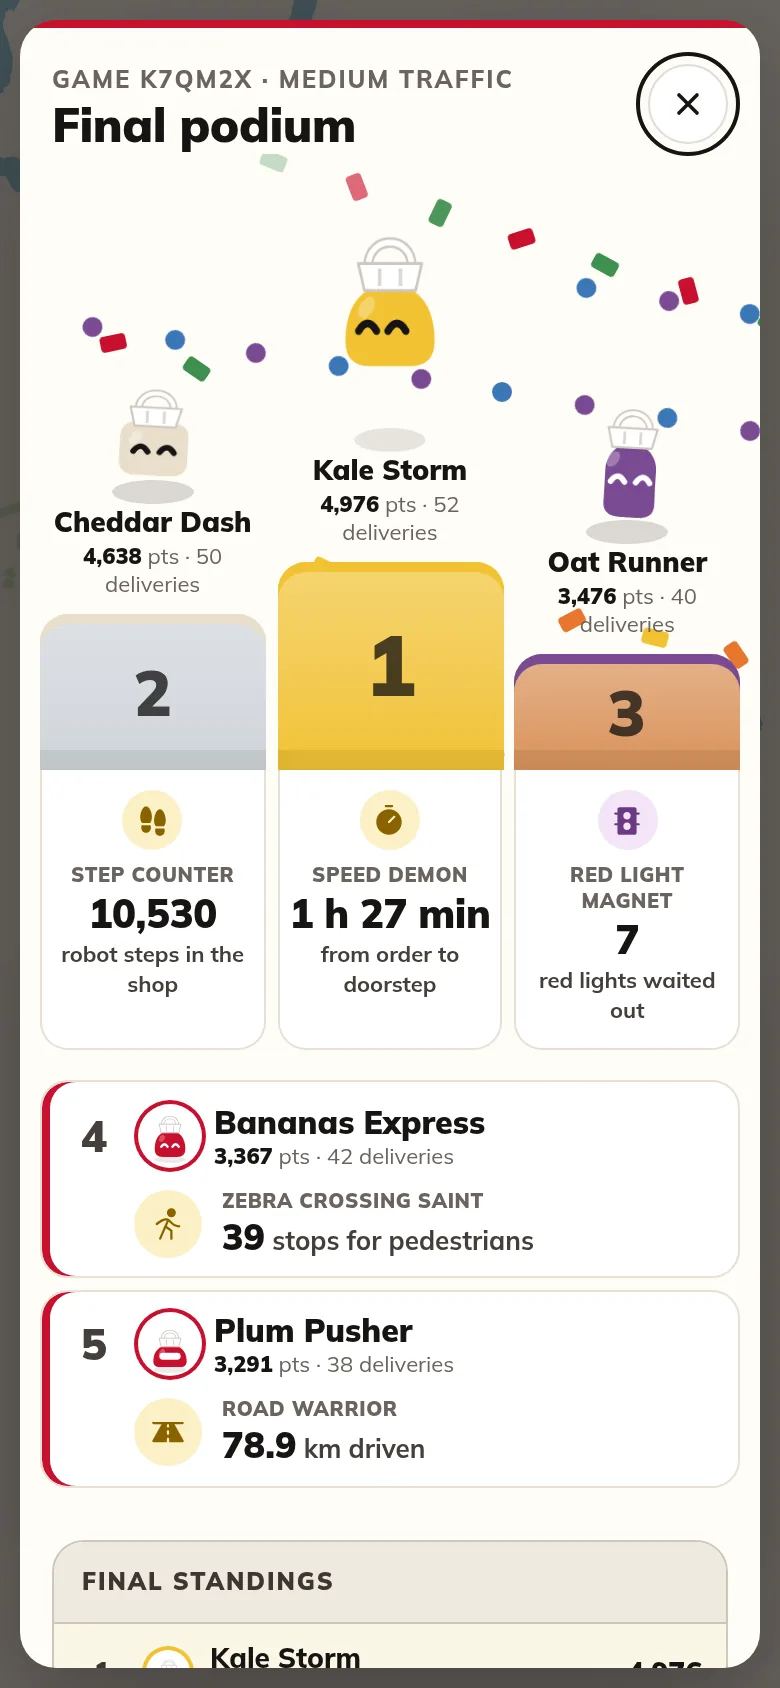 GAME K7QM2X · MEDIUM TRAFFIC
Final podium
Kale Storm
4,976 pts · 52
deliveries
Cheddar Dash
4,638 pts · 50
deliveries
Oat Runner
3,476 pts · 40
deliveries
1
2
3
STEP COUNTER
10,530
robot steps in the
shop
SPEED DEMON
1 h 27 min
from order to
doorstep
RED LIGHT
MAGNET
7
red lights waited
out
4
Bananas Express
3,367 pts · 42 deliveries
ZEBRA CROSSING SAINT
39 stops for pedestrians
5
Plum Pusher
3,291 pts · 38 deliveries
ROAD WARRIOR
78.9 km driven
FINAL STANDINGS
1 Kale Storm 4,976